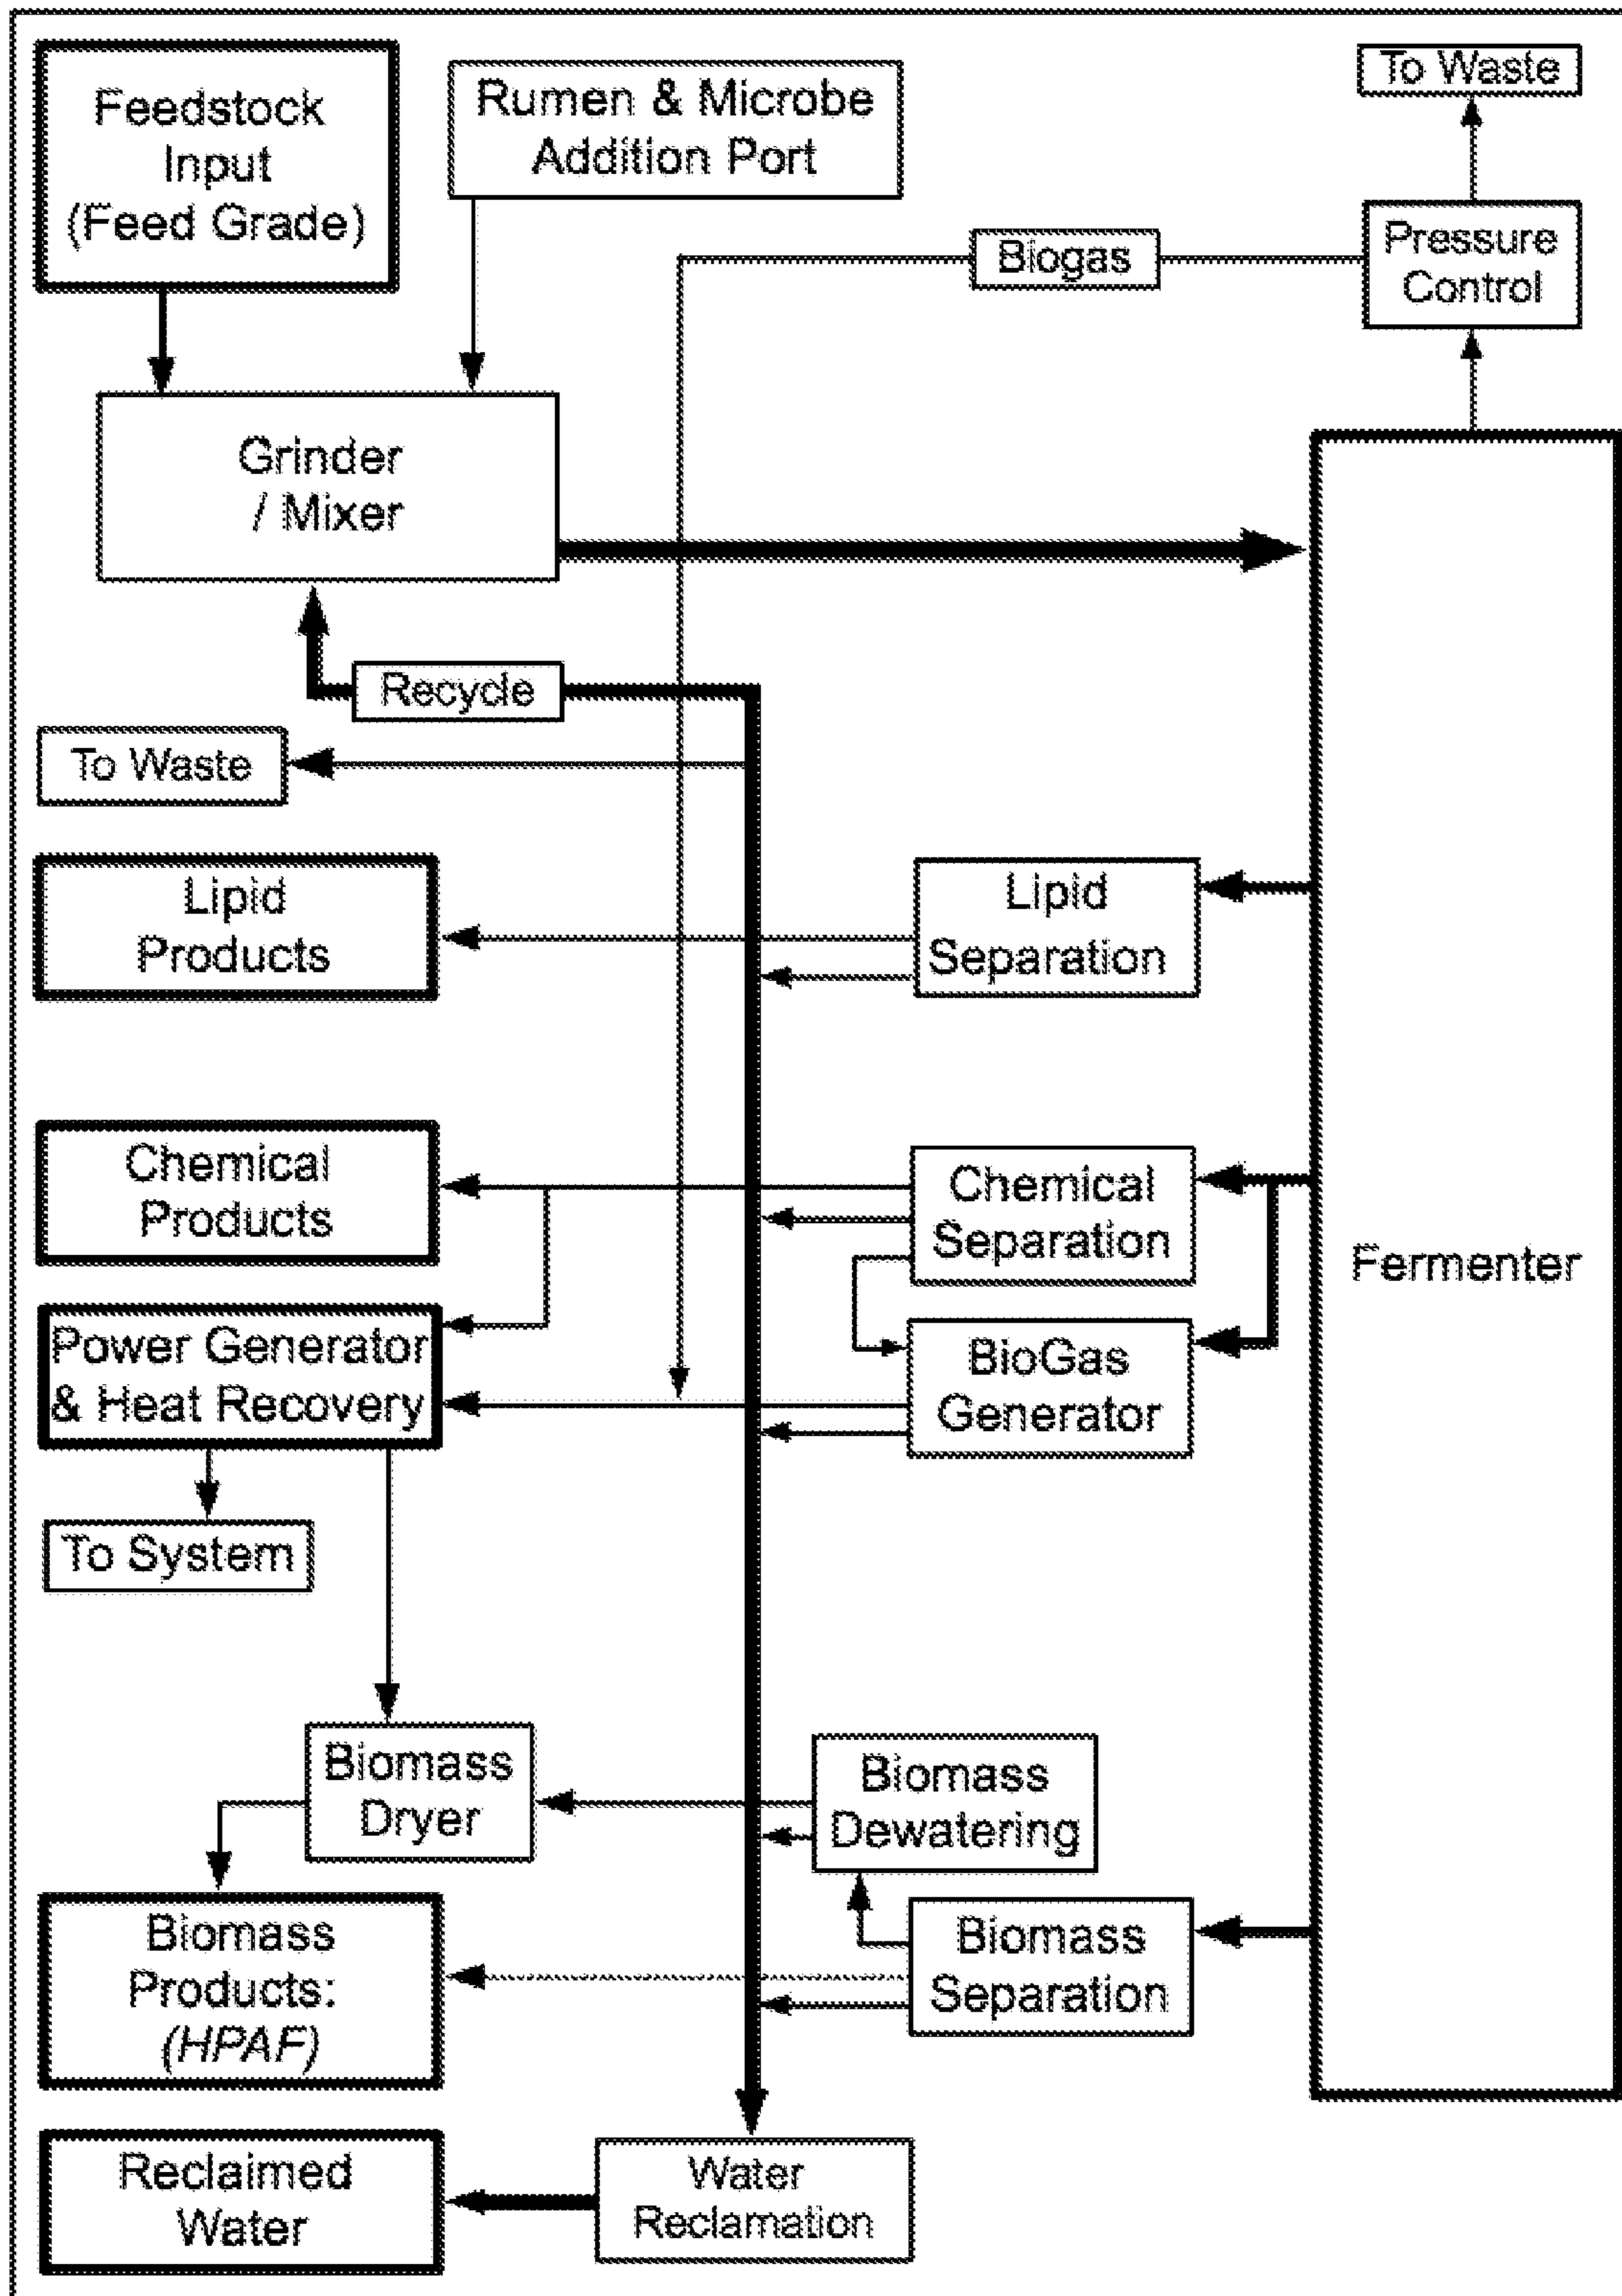 Feedstock
Input
(Feed Grade)
Rumen & Microbe
Addition Port
To Waste
Biogas
Pressure
Control
Grinder
/ Mixer
Recycle
To Waste
Lipid
Products
Lipid
Separation
Chemical
Products
Chemical
Separation
Fermenter
Power Generator
& Heat Recovery
BioGas
Generator
To System
Biomass
Dryer
Biomass
Dewatering
Biomass
Products:
(HPAF)
Biomass
Separation
Reclaimed
Water
Water
Reclamation